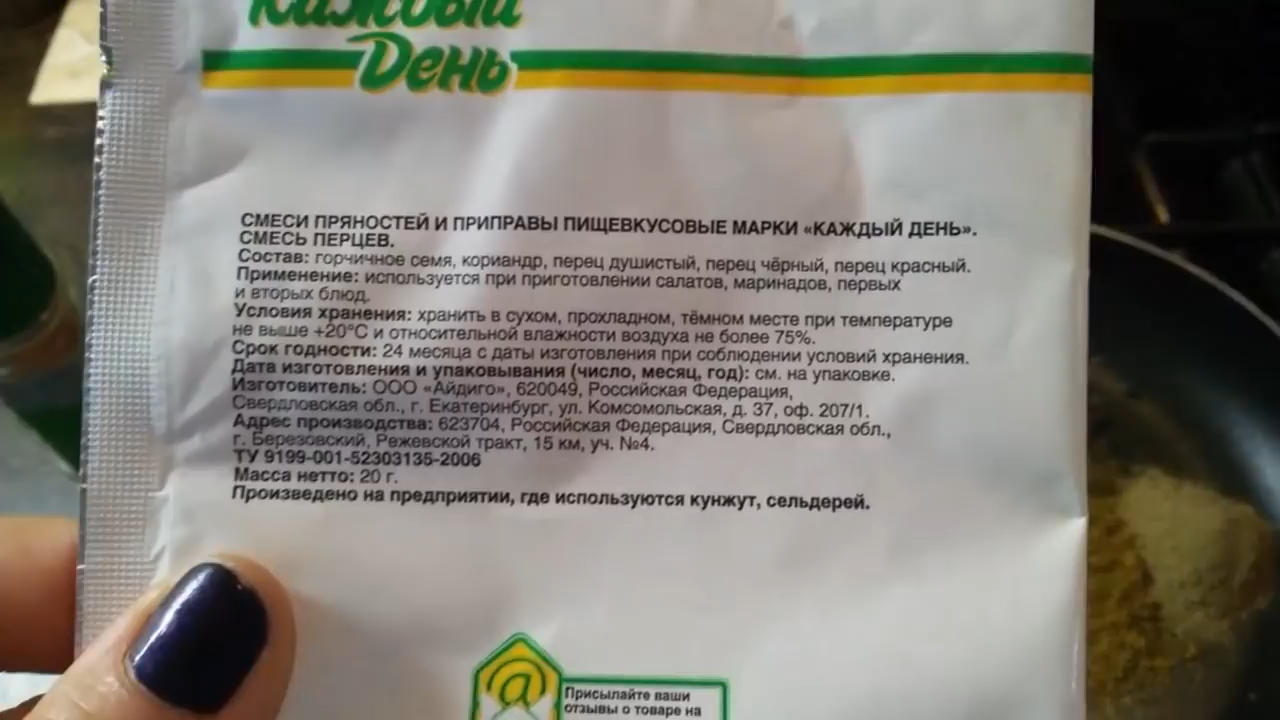 Каждый
День
СМЕСИ ПРЯНОСТЕЙ И ПРИПРАВЫ ПИЩЕВКУСОВЫЕ МАРКИ «КАЖДЫЙ ДЕНЬ».
СМЕСЬ ПЕРЦЕВ.
Состав: горчичное семя, кориандр, перец душистый, перец чёрный, перец красный.
Применение: используется при приготовлении салатов, маринадов, первых
и вторых блюд.
Условия хранения: хранить в сухом, прохладном, тёмном месте при температуре
не выше +20°С и относительной влажности воздуха не более 75%.
Срок годности: 24 месяца с даты изготовления при соблюдении условий хранения.
Дата изготовления и упаковывания (число, месяц, год): см. на упаковке.
Изготовитель: ООО «Айдиго», 620049, Российская Федерация,
Свердловская обл., г. Екатеринбург, ул. Комсомольская, д. 37, оф. 207/1.
Адрес производства: 623704, Российская Федерация, Свердловская обл.,
г. Березовский, Режевской тракт, 15 км, уч. №4.
ТУ 9199-001-52303135-2006
Масса нетто: 20 г.
Произведено на предприятии, где используются кунжут, сельдерей.
@
Присылайте ваши
отзывы о товаре на